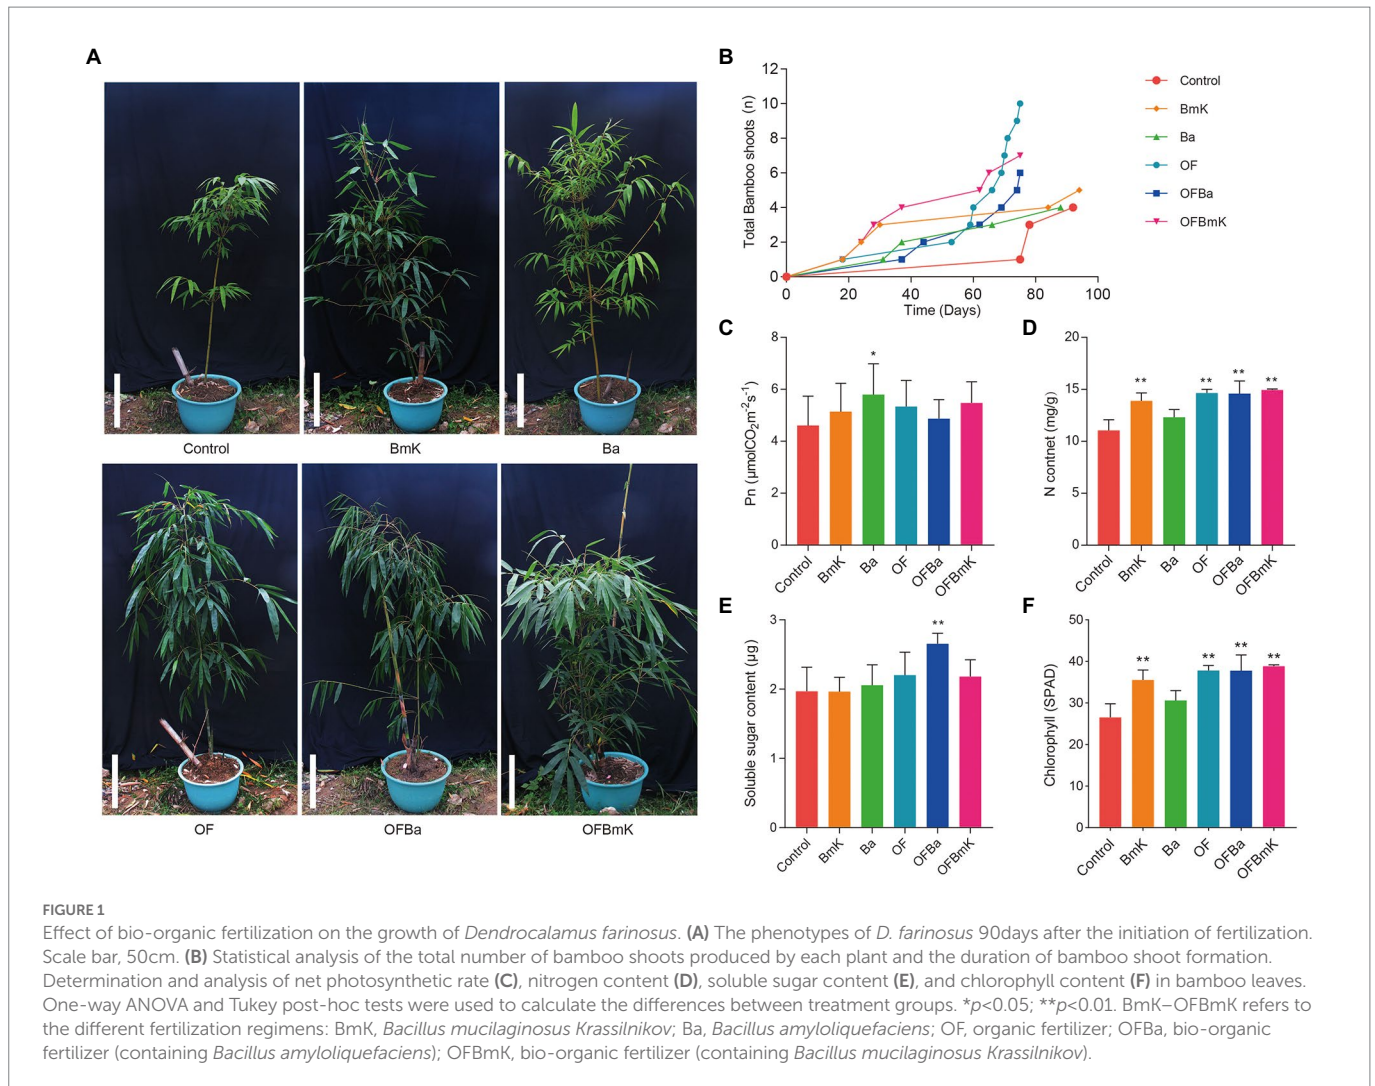 A
Control
BmK
Ba
OF
OFBa
OFBmK
B
Total Bamboo shoots (n)
12
10
8
6
4
2
0
0 20 40 60 80 100
Time (Days)
Control
BmK
Ba
OF
OFBa
OFBmK
C
Pn (μmolCO2m-2s-1)
8
6
4
2
0
*
Control BmK Ba OF OFBa OFBmK
D
N contnet (mg/g)
20
15
10
5
0
** ** ** **
Control BmK Ba OF OFBa OFBmK
E
Soluble sugar content (μg)
3
2
1
0
**
Control BmK Ba OF OFBa OFBmK
F
Chlorophyll (SPAD)
50
40
30
20
10
0
** ** ** **
Control BmK Ba OF OFBa OFBmK
FIGURE 1
Effect of bio-organic fertilization on the growth of Dendrocalamus farinosus. (A) The phenotypes of D. farinosus 90days after the initiation of fertilization.
Scale bar, 50cm. (B) Statistical analysis of the total number of bamboo shoots produced by each plant and the duration of bamboo shoot formation.
Determination and analysis of net photosynthetic rate (C), nitrogen content (D), soluble sugar content (E), and chlorophyll content (F) in bamboo leaves.
One-way ANOVA and Tukey post-hoc tests were used to calculate the differences between treatment groups. *p<0.05; **p<0.01. BmK–OFBmK refers to
the different fertilization regimens: BmK, Bacillus mucilaginosus Krassilnikov; Ba, Bacillus amyloliquefaciens; OF, organic fertilizer; OFBa, bio-organic
fertilizer (containing Bacillus amyloliquefaciens); OFBmK, bio-organic fertilizer (containing Bacillus mucilaginosus Krassilnikov).